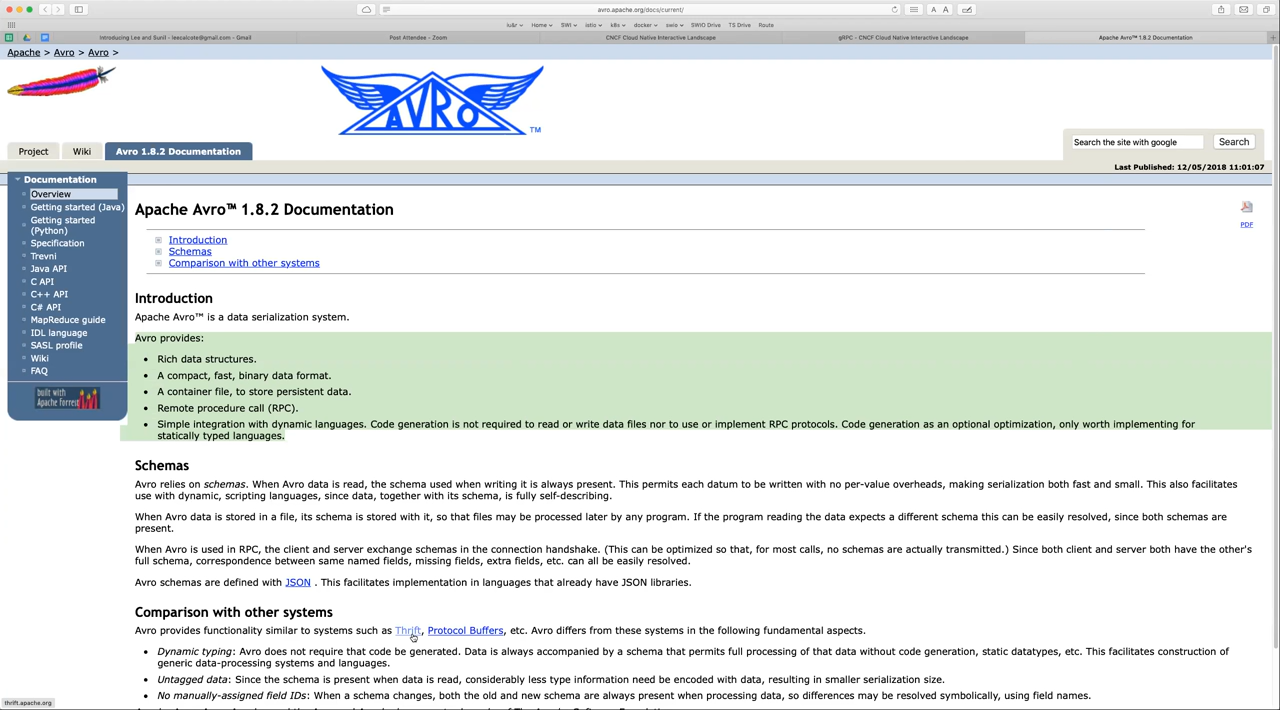 avro.apache.org/docs/current/
A A
Home SWI istio k8s docker swio SWIO Drive TS Drive Route
Introducing Lee and Sunil - leesalcote@gmail.com - Gmail Post Attendee - Zoom CNCF Cloud Native Interactive Landscape gRPC - CNCF Cloud Native Interactive Landscape Apache Avro™ 1.8.2 Documentation
Apache > Avro > Avro >
AVRO TM
Project Wiki Avro 1.8.2 Documentation
Search the site with google Search
Last Published: 12/05/2018 11:01:07
Documentation
Overview
Getting started (Java)
Getting started
(Python)
Specification
Trevni
Java API
C API
C++ API
C# API
MapReduce guide
IDL language
SASL profile
Wiki
FAQ
built with
Apache Forrest
Apache Avro™ 1.8.2 Documentation
PDF
Introduction
Schemas
Comparison with other systems
Introduction
Apache Avro™ is a data serialization system.
Avro provides:
Rich data structures.
A compact, fast, binary data format.
A container file, to store persistent data.
Remote procedure call (RPC).
Simple integration with dynamic languages. Code generation is not required to read or write data files nor to use or implement RPC protocols. Code generation as an optional optimization, only worth implementing for
statically typed languages.
Schemas
Avro relies on schemas. When Avro data is read, the schema used when writing it is always present. This permits each datum to be written with no per-value overheads, making serialization both fast and small. This also facilitates
use with dynamic, scripting languages, since data, together with its schema, is fully self-describing.
When Avro data is stored in a file, its schema is stored with it, so that files may be processed later by any program. If the program reading the data expects a different schema this can be easily resolved, since both schemas are
present.
When Avro is used in RPC, the client and server exchange schemas in the connection handshake. (This can be optimized so that, for most calls, no schemas are actually transmitted.) Since both client and server both have the other's
full schema, correspondence between same named fields, missing fields, extra fields, etc. can all be easily resolved.
Avro schemas are defined with JSON . This facilitates implementation in languages that already have JSON libraries.
Comparison with other systems
Avro provides functionality similar to systems such as Thrift, Protocol Buffers, etc. Avro differs from these systems in the following fundamental aspects.
Dynamic typing: Avro does not require that code be generated. Data is always accompanied by a schema that permits full processing of that data without code generation, static datatypes, etc. This facilitates construction of
generic data-processing systems and languages.
Untagged data: Since the schema is present when data is read, considerably less type information need be encoded with data, resulting in smaller serialization size.
No manually-assigned field IDs: When a schema changes, both the old and new schema are always present when processing data, so differences may be resolved symbolically, using field names.
thrift.apache.org